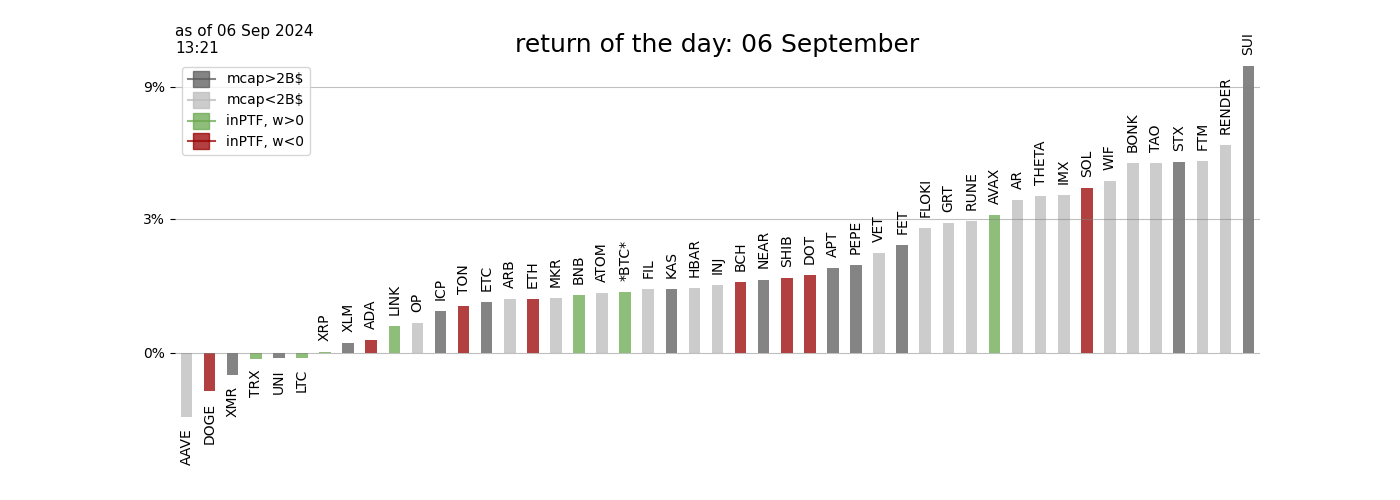 as of 06 Sep 2024
13:21
return of the day: 06 September
mcap>2B$
mcap<2B$
inPTF, w>0
inPTF, w<0
9%
3%
0%
AAVE
DOGE
XMR
TRX
UNI
LTC
XRP
XLM
ADA
LINK
OP
ICP
TON
ETC
ARB
ETH
MKR
BNB
ATOM
*BTC*
FIL
KAS
HBAR
INJ
BCH
NEAR
SHIB
DOT
APT
PEPE
VET
FET
FLOKI
GRT
RUNE
AVAX
AR
THETA
IMX
SOL
WIF
BONK
TAO
STX
FTM
RENDER
SUI